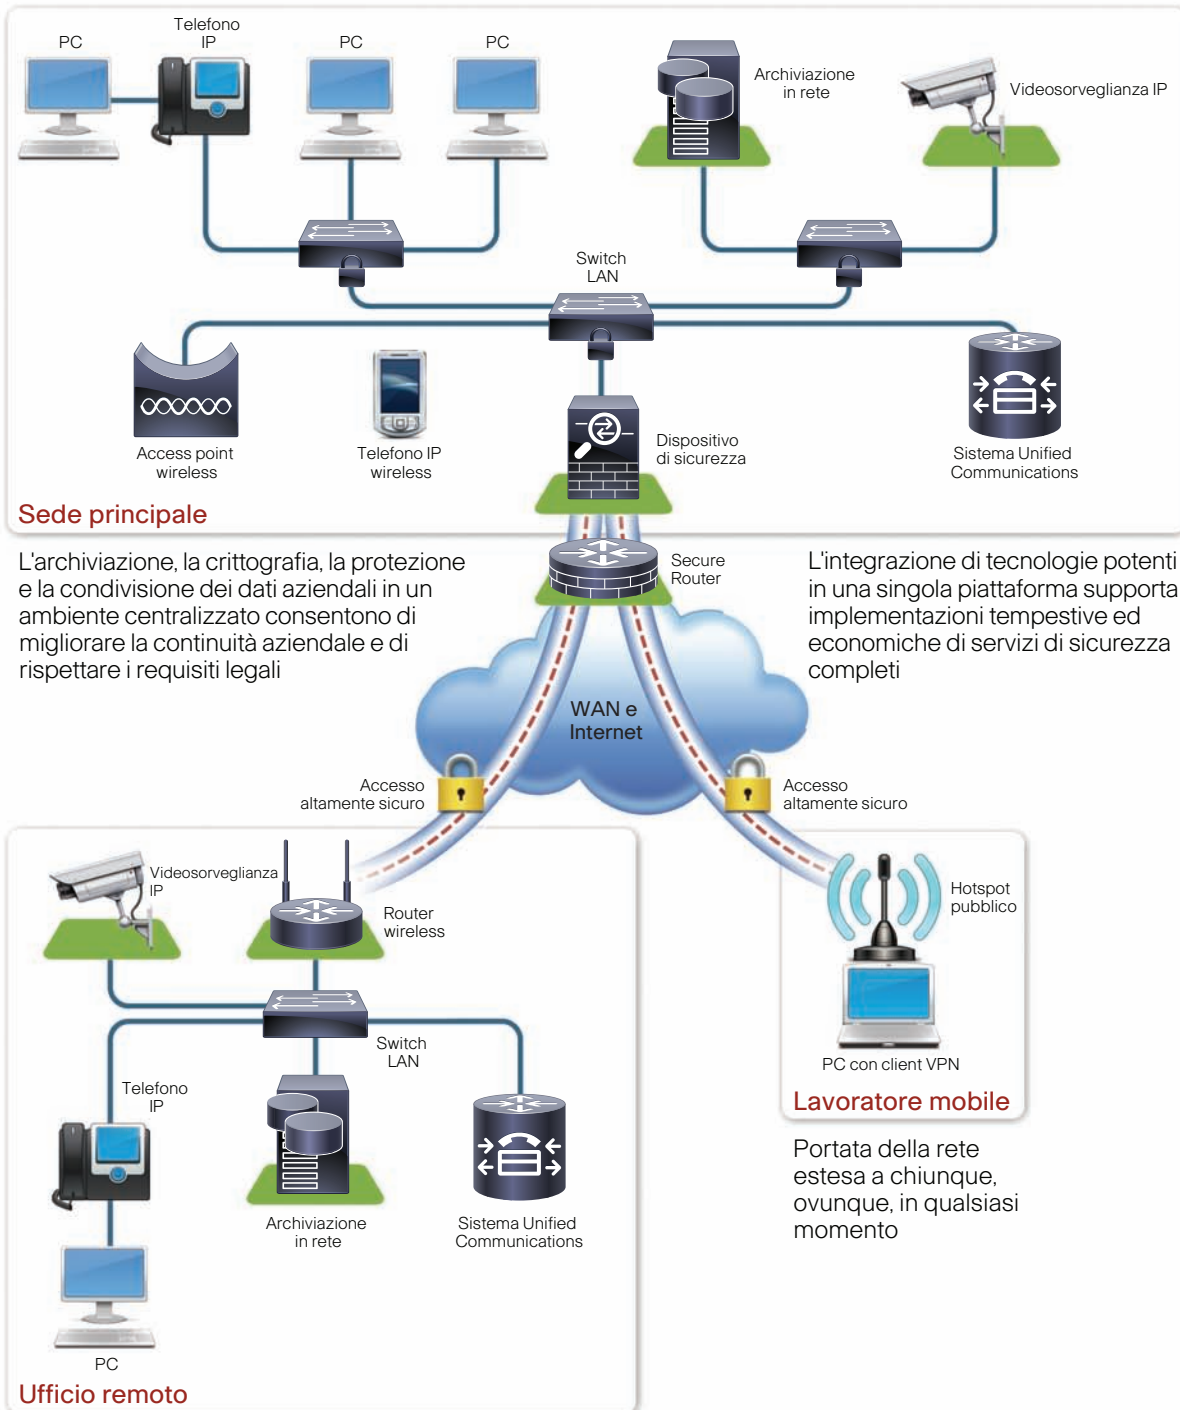 PC
Telefono
IP
PC
PC
Archiviazione
in rete
Videosorveglianza IP
Switch
LAN
Access point
wireless
Telefono IP
wireless
Dispositivo
di sicurezza
Sistema Unified
Communications
Sede principale
L'archiviazione, la crittografia, la protezione
e la condivisione dei dati aziendali in un
ambiente centralizzato consentono di
migliorare la continuità aziendale e di
rispettare i requisiti legali
Secure
Router
L'integrazione di tecnologie potenti
in una singola piattaforma supporta
implementazioni tempestive ed
economiche di servizi di sicurezza
completi
WAN e
Internet
Accesso
altamente sicuro
Accesso
altamente sicuro
Videosorveglianza
IP
Router
wireless
Switch
LAN
Telefono
IP
Archiviazione
in rete
Sistema Unified
Communications
PC
Ufficio remoto
Hotspot
pubblico
PC con client VPN
Lavoratore mobile
Portata della rete
estesa a chiunque,
ovunque, in qualsiasi
momento